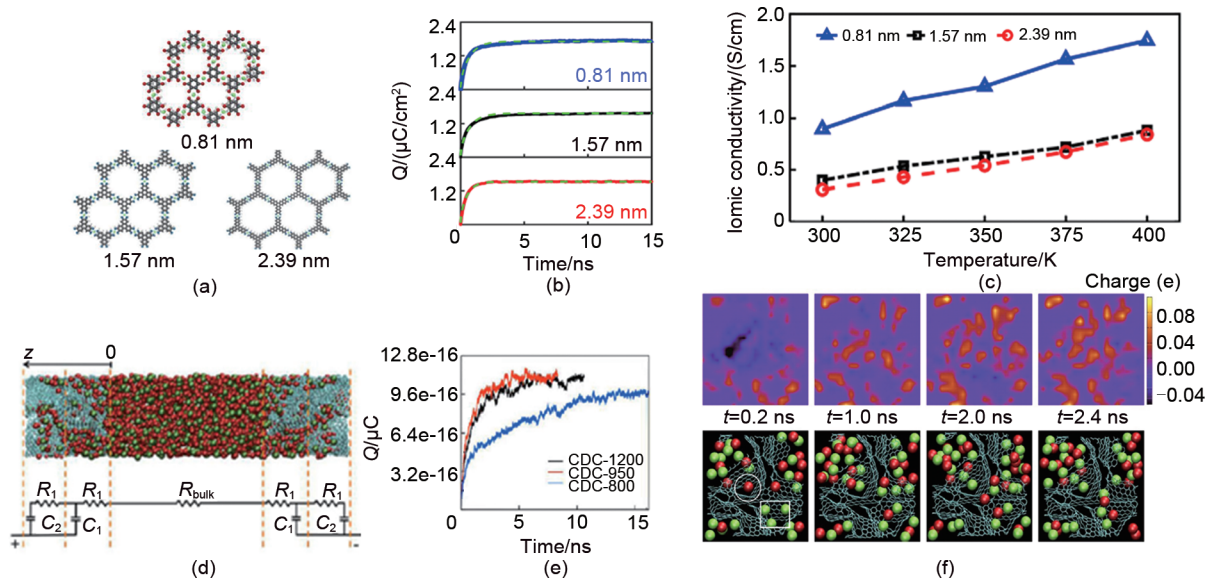 0.81 nm
1.57 nm
2.39 nm
(a)
Q/(μC/cm²)
2.4
1.2
0.81 nm
2.4
1.2
1.57 nm
2.4
1.2
2.39 nm
0
5
10
15
Time/ns
(b)
Iomic conductivity/(S/cm)
2.0
1.5
1.0
0.5
0
0.81 nm
1.57 nm
2.39 nm
300
325
350
375
400
Temperature/K
(c)
z
0
R1
R1
Rbulk
R1
R1
C2
C1
C1
C2
+
-
(d)
Q/μC
12.8e-16
9.6e-16
6.4e-16
3.2e-16
CDC-1200
CDC-950
CDC-800
0
5
10
15
Time/ns
(e)
Charge (e)
0.08
0.04
0.00
−0.04
t=0.2 ns
t=1.0 ns
t=2.0 ns
t=2.4 ns
(f)